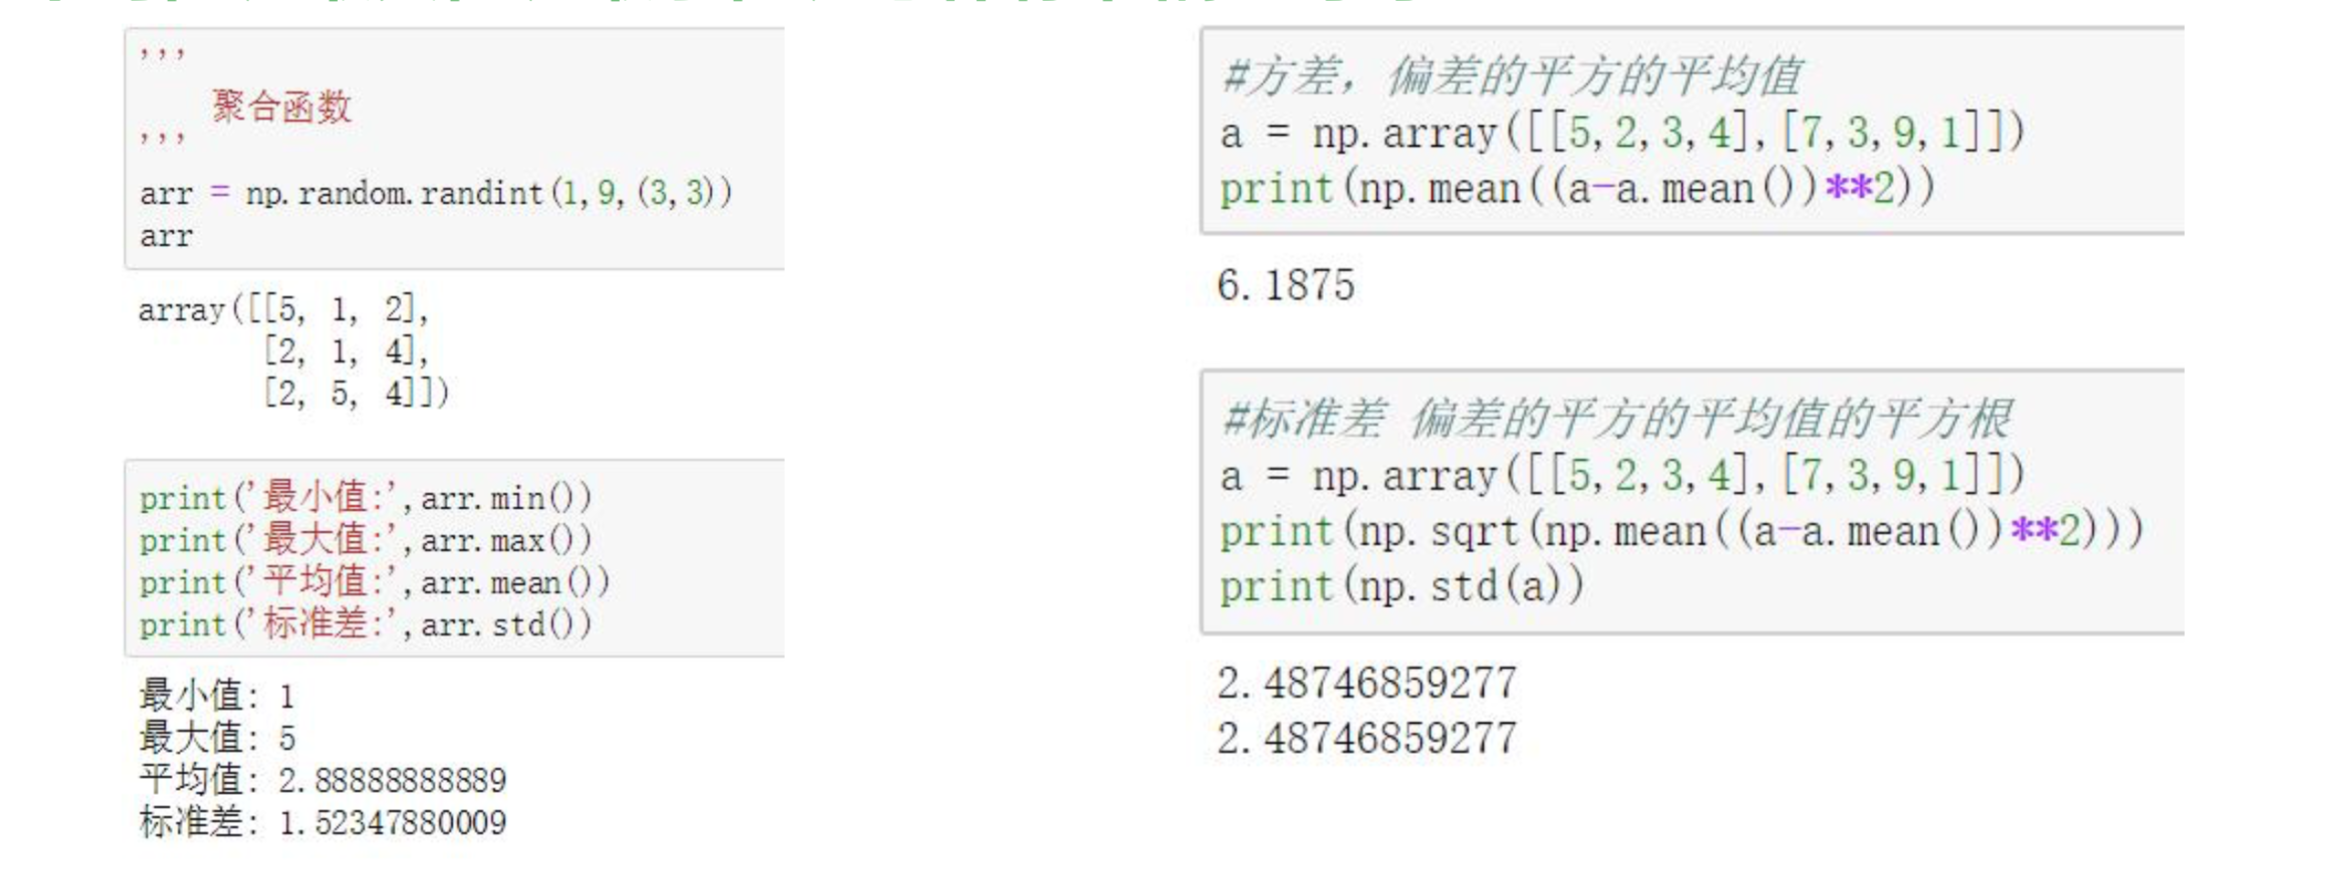 '''
聚合函数
'''
arr = np.random.randint(1,9,(3,3))
arr
array([[5, 1, 2],
[2, 1, 4],
[2, 5, 4]])
print('最小值:',arr.min())
print('最大值:',arr.max())
print('平均值:',arr.mean())
print('标准差:',arr.std())
最小值: 1
最大值: 5
平均值: 2.88888888889
标准差: 1.52347880009
#方差，偏差的平方的平均值
a = np.array([[5,2,3,4],[7,3,9,1]])
print(np.mean((a-a.mean())**2))
6.1875
#标准差 偏差的平方的平均值的平方根
a = np.array([[5,2,3,4],[7,3,9,1]])
print(np.sqrt(np.mean((a-a.mean())**2)))
print(np.std(a))
2.48746859277
2.48746859277